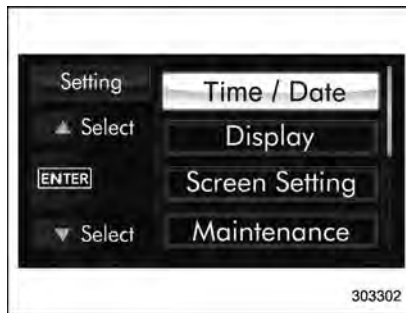 Setting
Time / Date
▲ Select
Display
ENTER
Screen Setting
▼ Select
Maintenance
303302